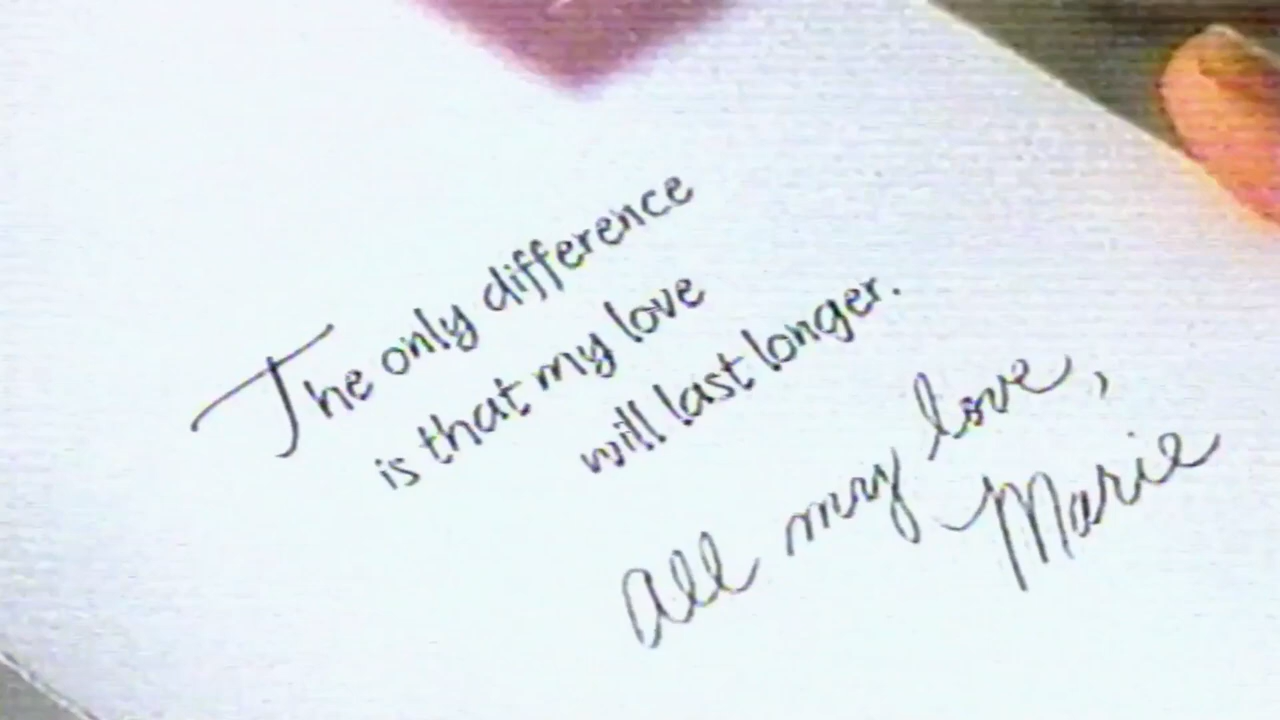 The only difference
is that my love
will last longer.
All my love,
Marie